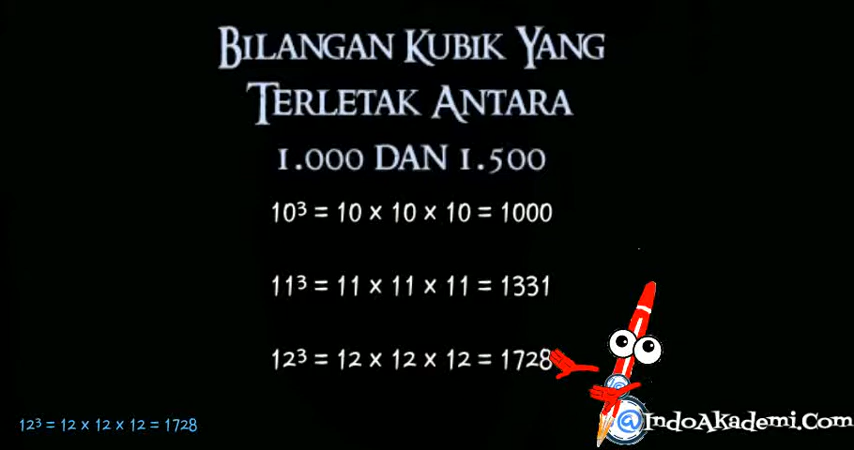 Bilangan Kubik Yang
Terletak Antara
1.000 dan 1.500
10³ = 10 x 10 x 10 = 1000
11³ = 11 x 11 x 11 = 1331
12³ = 12 x 12 x 12 = 1728
12³ = 12 x 12 x 12 = 1728
@IndoAkademi.Com